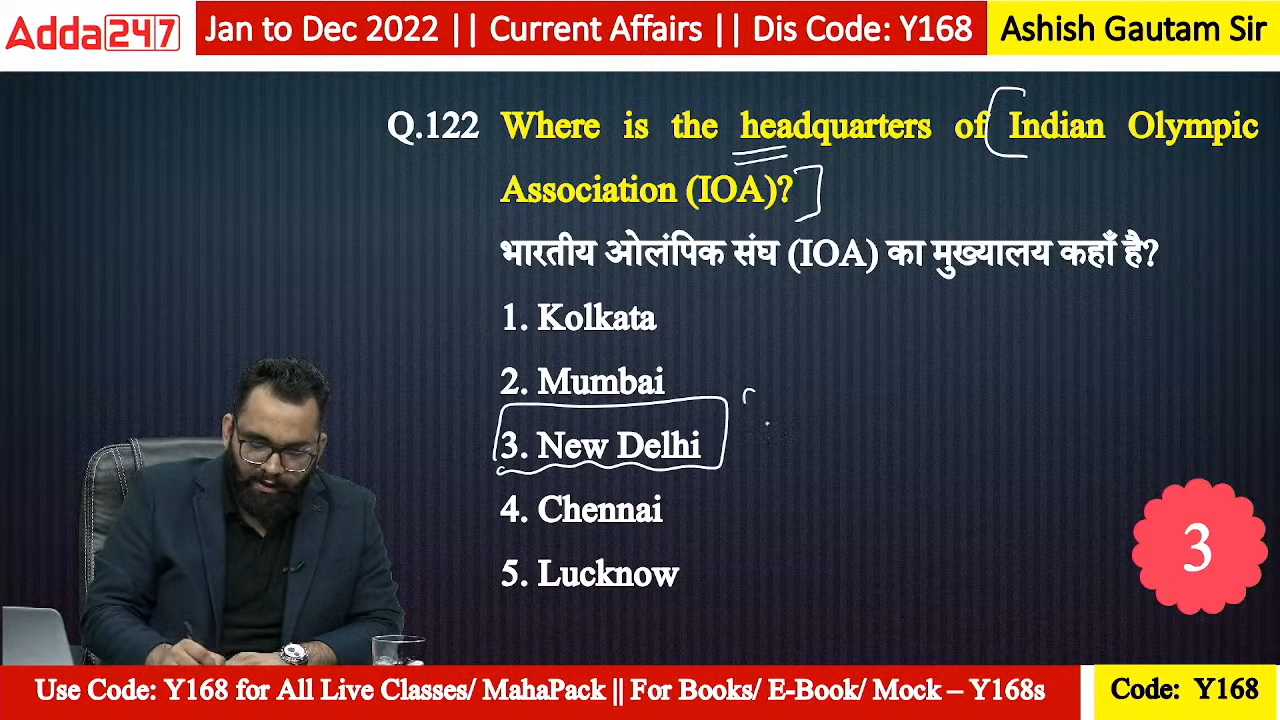 Adda247
Jan to Dec 2022 || Current Affairs || Dis Code: Y168
Ashish Gautam Sir
Q.122 Where is the headquarters of Indian Olympic
Association (IOA)?
भारतीय ओलंपिक संघ (IOA) का मुख्यालय कहाँ है?
1. Kolkata
2. Mumbai
3. New Delhi
4. Chennai
5. Lucknow
3
Use Code: Y168 for All Live Classes/ MahaPack || For Books/ E-Book/ Mock – Y168s
Code: Y168